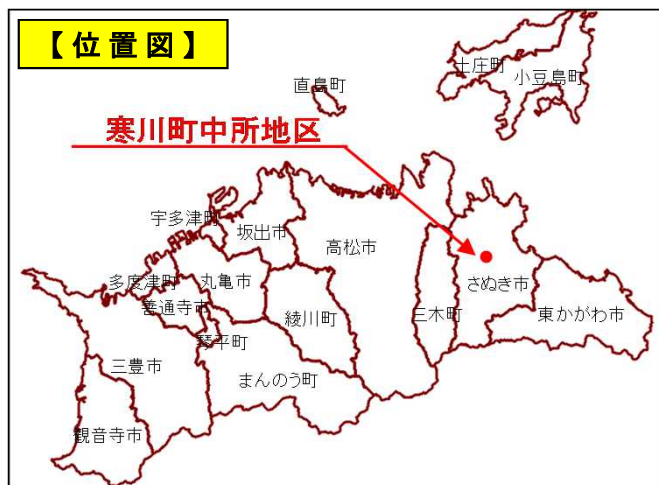 【位置図】
土庄町
小豆島町
直島町
寒川町中所地区
宇多津町
坂出市
高松市
多度津町
丸亀市
さぬき市
善通寺市
綾川町
三木町
東かがわ市
琴平町
三豊市
まんのう町
観音寺市